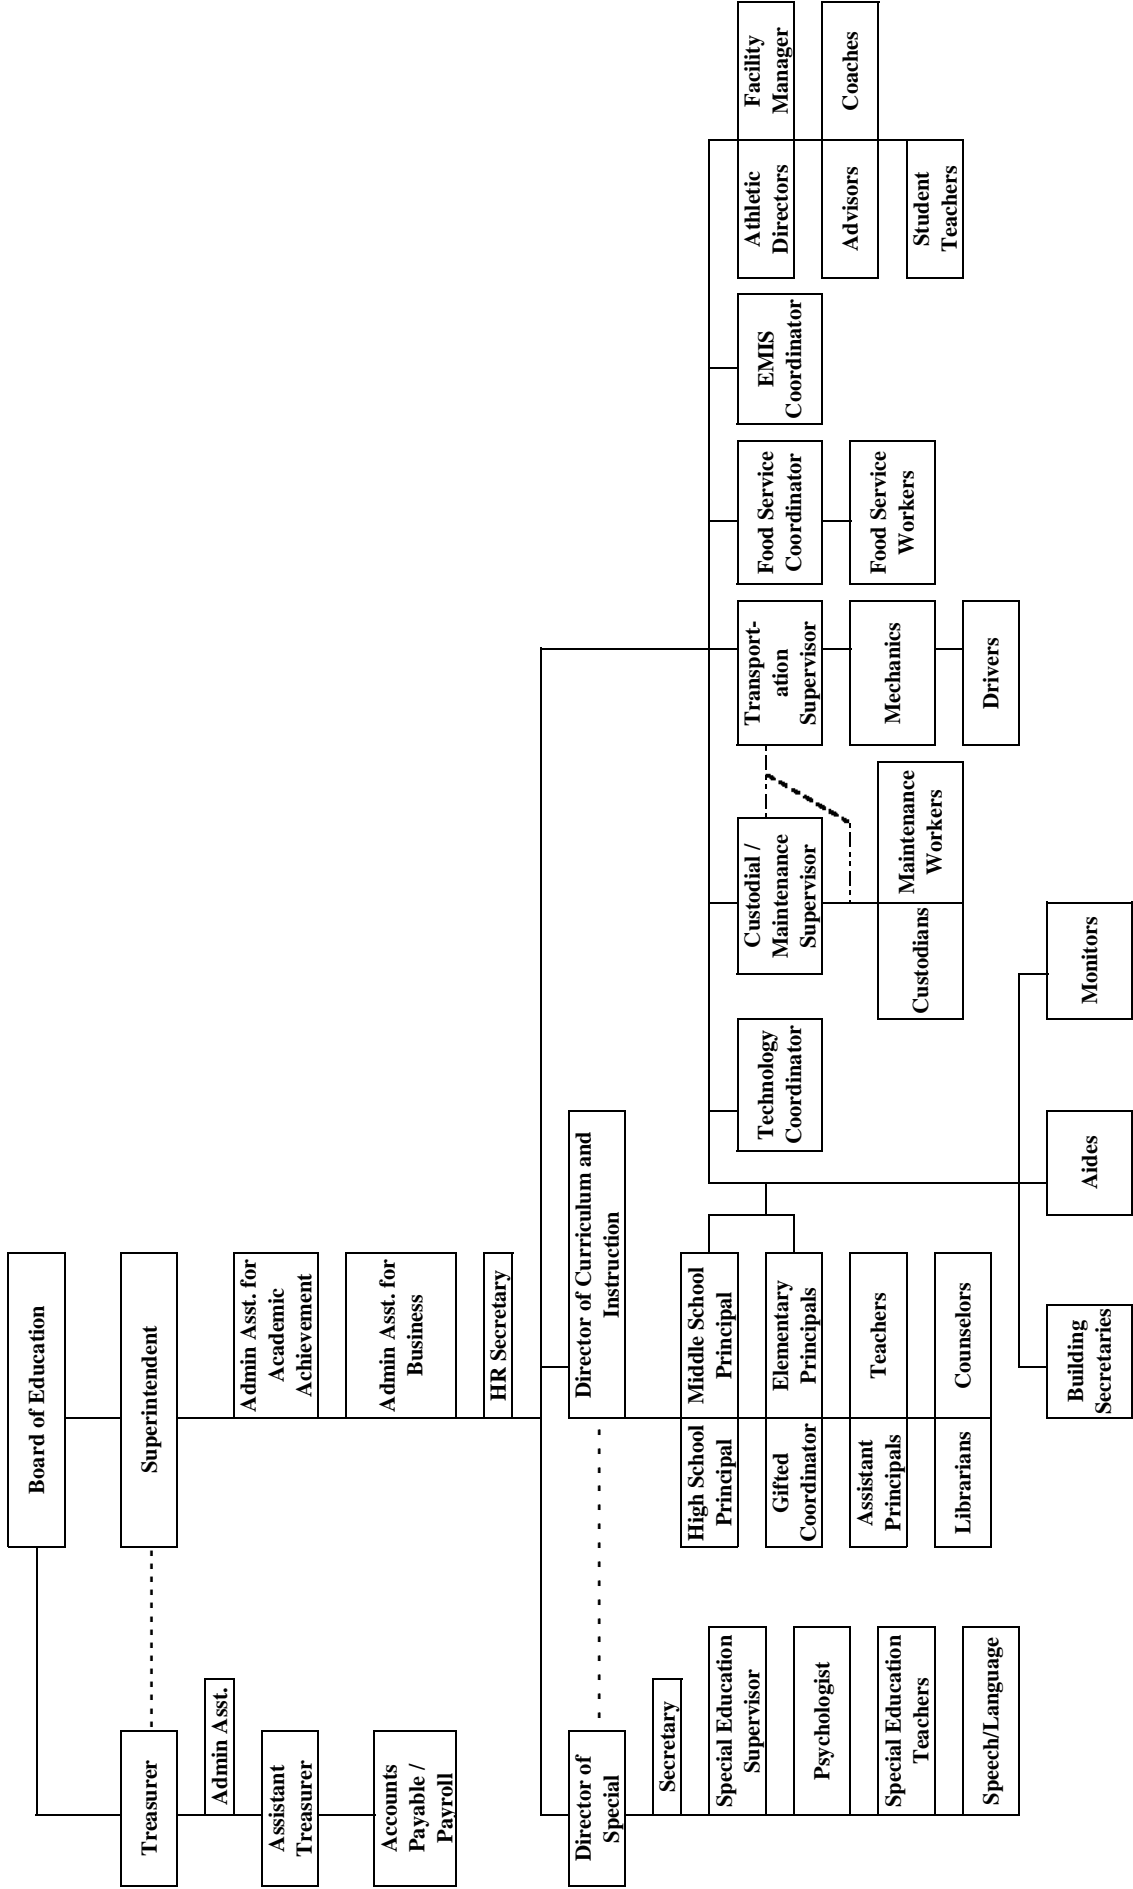 Board of Education
Treasurer
Superintendent
Admin Asst.
Assistant
Treasurer
Accounts
Payable /
Payroll
Admin Asst. for
Academic
Achievement
Admin Asst. for
Business
HR Secretary
Director of
Special
Director of Curriculum and
Instruction
Secretary
Special Education
Supervisor
Psychologist
Special Education
Teachers
Speech/Language
High School
Principal
Middle School
Principal
Gifted
Coordinator
Elementary
Principals
Assistant
Principals
Teachers
Librarians
Counselors
Building
Secretaries
Aides
Monitors
Technology
Coordinator
Custodial /
Maintenance
Supervisor
Custodians
Maintenance
Workers
Transport-
ation
Supervisor
Mechanics
Drivers
Food Service
Coordinator
Food Service
Workers
EMIS
Coordinator
Athletic
Directors
Facility
Manager
Advisors
Coaches
Student
Teachers